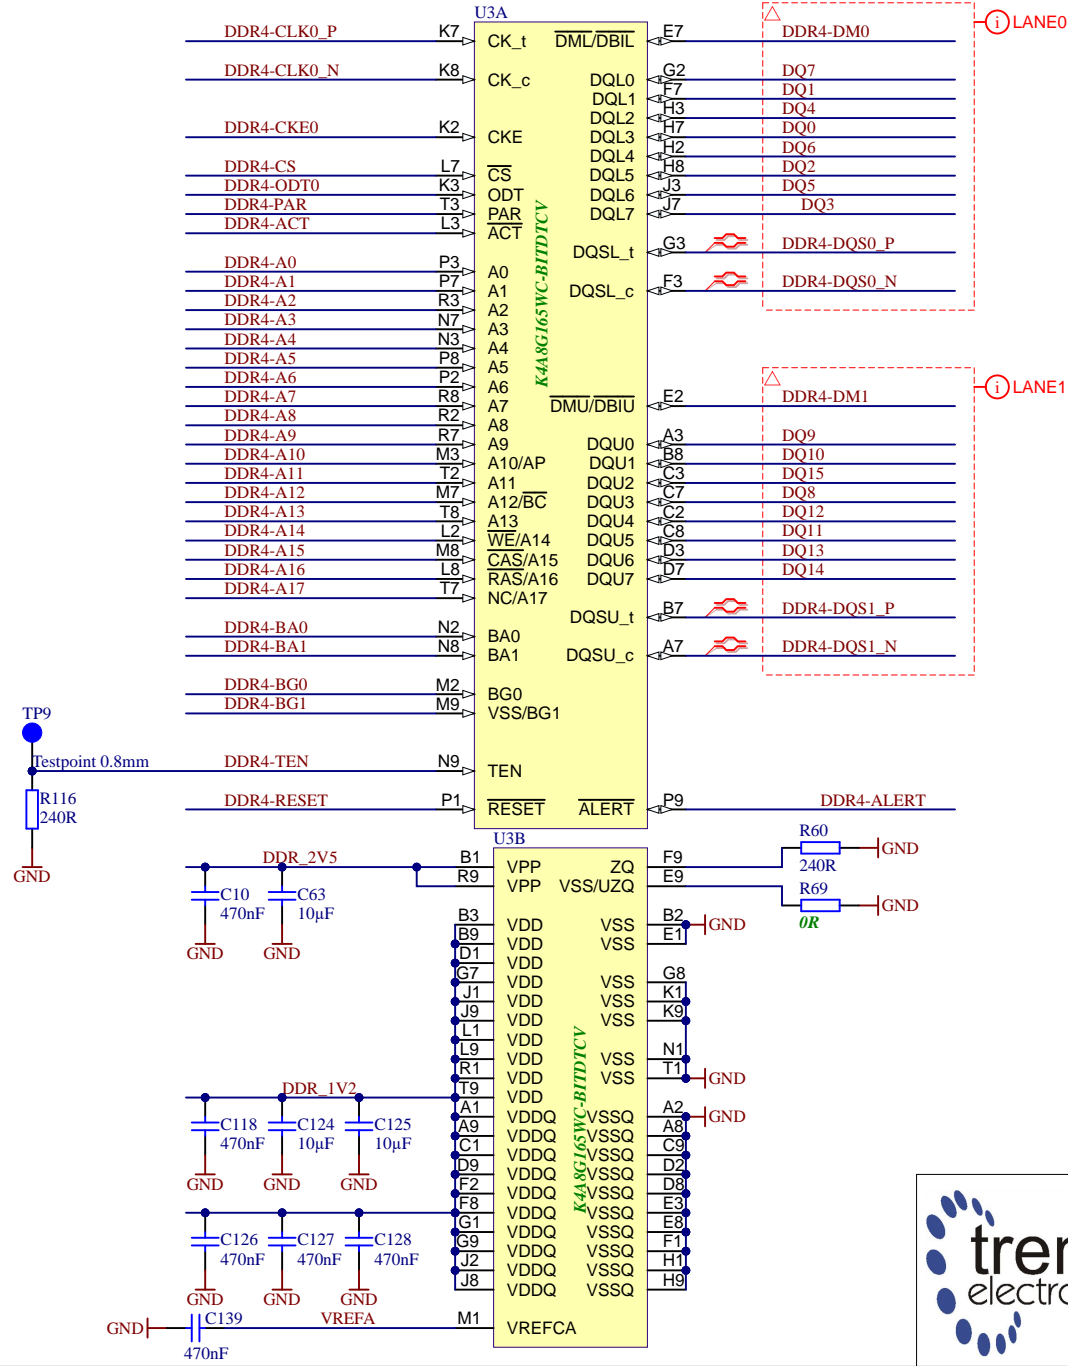 U3A
DDR4-CLK0_P K7 CK_t DML/DBIL E7 DDR4-DM0
LANE0
DDR4-CLK0_N K8 CK_c DQL0 G2 DQ7
DQL1 F7 DQ1
DQL2 H3 DQ4
DDR4-CKE0 K2 CKE DQL3 H7 DQ0
DQL4 H2 DQ6
DDR4-CS L7 CS DQL5 H8 DQ2
DDR4-ODT0 K3 ODT DQL6 J3 DQ5
DDR4-PAR T3 PAR DQL7 J7 DQ3
DDR4-ACT L3 ACT
DQSL_t G3 DDR4-DQS0_P
DDR4-A0 P3 A0
DDR4-A1 P7 A1 DQSL_c F3 DDR4-DQS0_N
DDR4-A2 R3 A2
DDR4-A3 N7 A3
DDR4-A4 N3 A4
DDR4-A5 P8 A5
DDR4-A6 P2 A6
K4A8G165WC-BITDTCV
LANE1
DDR4-A7 R8 A7 DMU/DBIU E2 DDR4-DM1
DDR4-A8 R2 A8
DDR4-A9 R7 A9 DQU0 A3 DQ9
DDR4-A10 M3 A10/AP DQU1 B8 DQ10
DDR4-A11 T2 A11 DQU2 C3 DQ15
DDR4-A12 M7 A12/BC DQU3 C7 DQ8
DDR4-A13 T8 A13 DQU4 C2 DQ12
DDR4-A14 L2 WE/A14 DQU5 C8 DQ11
DDR4-A15 M8 CAS/A15 DQU6 D3 DQ13
DDR4-A16 L8 RAS/A16 DQU7 D7 DQ14
DDR4-A17 T7 NC/A17
DQSU_t B7 DDR4-DQS1_P
DDR4-BA0 N2 BA0
DDR4-BA1 N8 BA1 DQSU_c A7 DDR4-DQS1_N
DDR4-BG0 M2 BG0
DDR4-BG1 M9 VSS/BG1
TP9
Testpoint 0.8mm DDR4-TEN N9 TEN
R116
240R
GND
DDR4-RESET P1 RESET ALERT P9 DDR4-ALERT
U3B
DDR_2V5 B1 VPP ZQ F9
R60
240R
GND
R9 VPP VSS/UZQ E9
R69
0R
GND
C10
470nF
GND
C63
10µF
GND
B3 VDD VSS B2 GND
B9 VDD VSS E1
D1 VDD
G7 VDD VSS G8
J1 VDD VSS K1
J9 VDD VSS K9
L1 VDD
L9 VDD VSS N1
R1 VDD VSS T1 GND
DDR_1V2 T9 VDD
A1 VDDQ VSSQ A2 GND
A9 VDDQ VSSQ A8
C1 VDDQ VSSQ C9
D9 VDDQ VSSQ D2
F2 VDDQ VSSQ D8
F8 VDDQ VSSQ E3
G1 VDDQ VSSQ E8
G9 VDDQ VSSQ F1
J2 VDDQ VSSQ H1
J8 VDDQ VSSQ H9
K4A8G165WC-BITDTCV
C118
470nF
GND
C124
10µF
GND
C125
10µF
GND
C126
470nF
GND
C127
470nF
GND
C128
470nF
GND
GND C139 VREFA M1 VREFCA
470nF
tren
electro